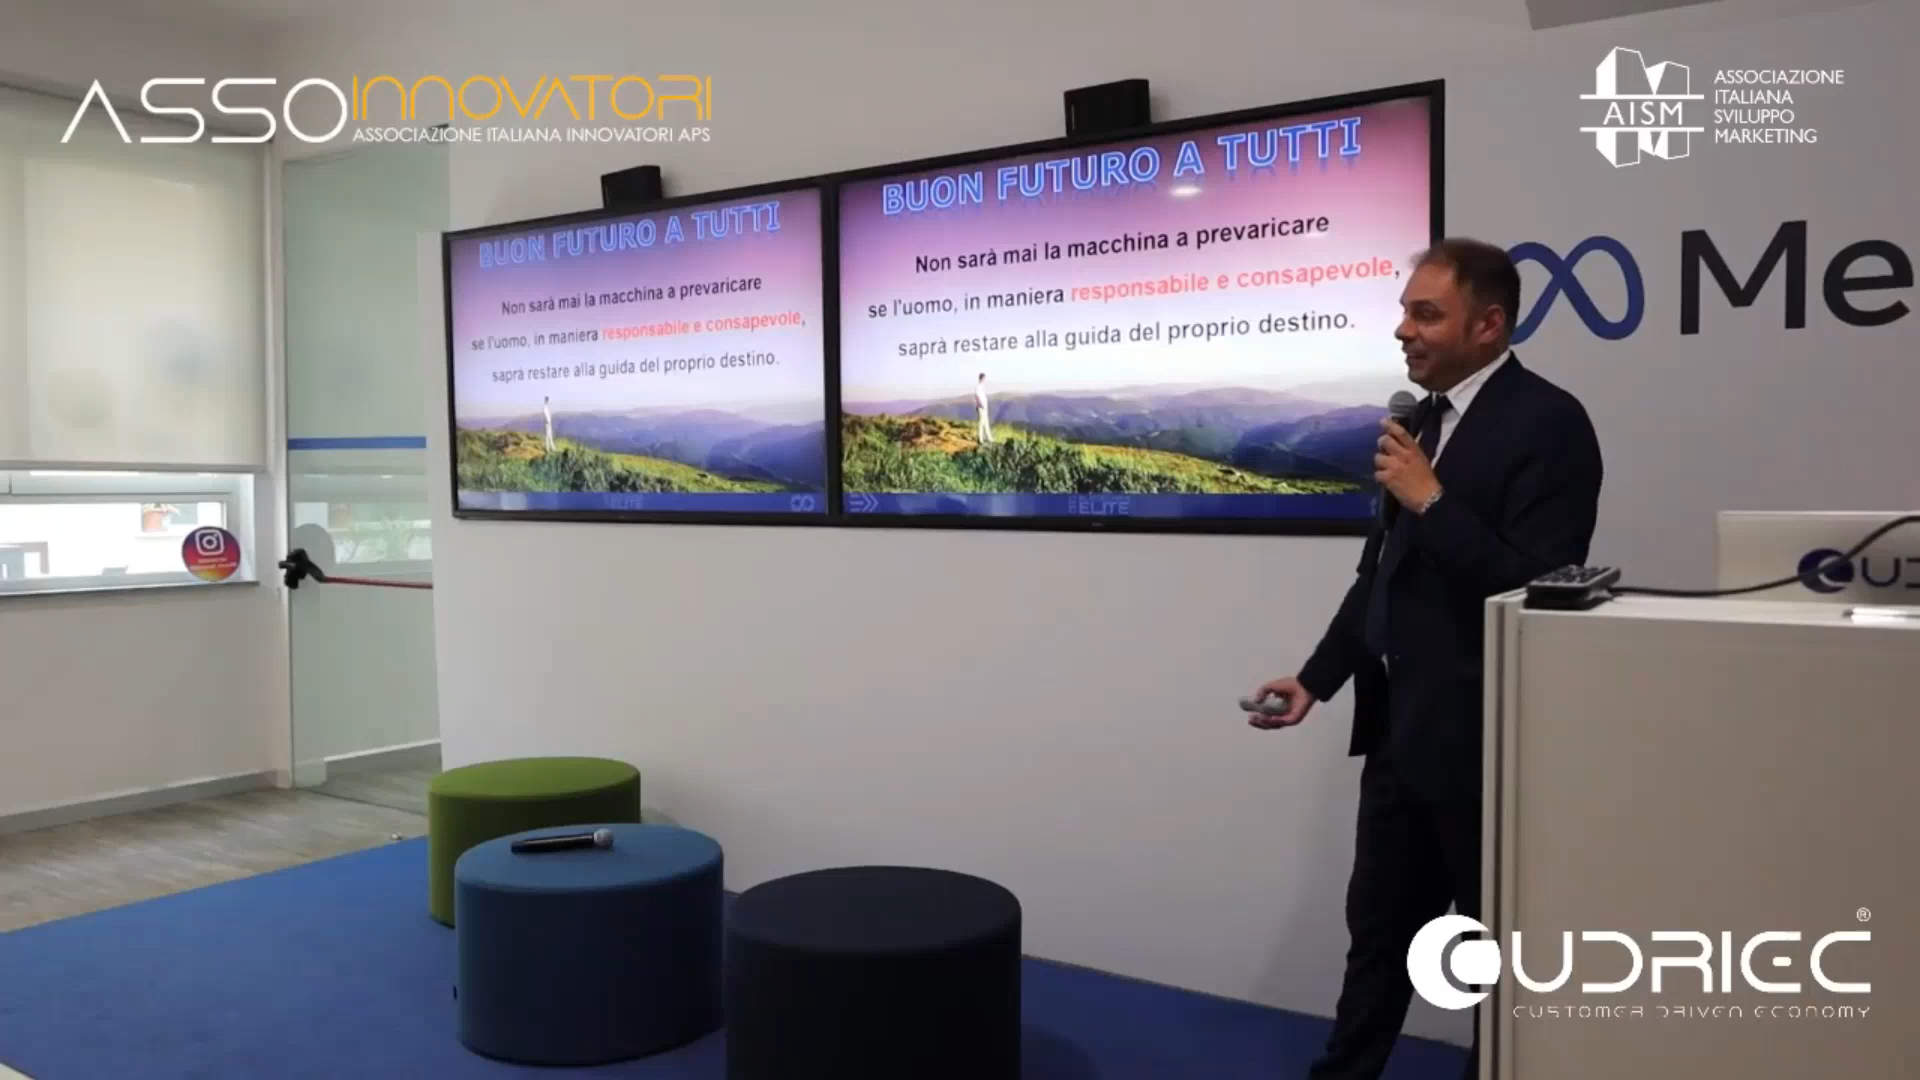 ASSOINNOVATORI
ASSOCIAZIONE ITALIANA INNOVATORI APS
AISM
ASSOCIAZIONE
ITALIANA
SVILUPPO
MARKETING
BUON FUTURO A TUTTI
Non sarà mai la macchina a prevaricare
se l'uomo, in maniera responsabile e consapevole,
saprà restare alla guida del proprio destino.
ELITE
BUON FUTURO A TUTTI
Non sarà mai la macchina a prevaricare
se l'uomo, in maniera responsabile e consapevole,
saprà restare alla guida del proprio destino.
ELITE
Me
CUDRIEC ®
CUSTOMER DRIVEN ECONOMY